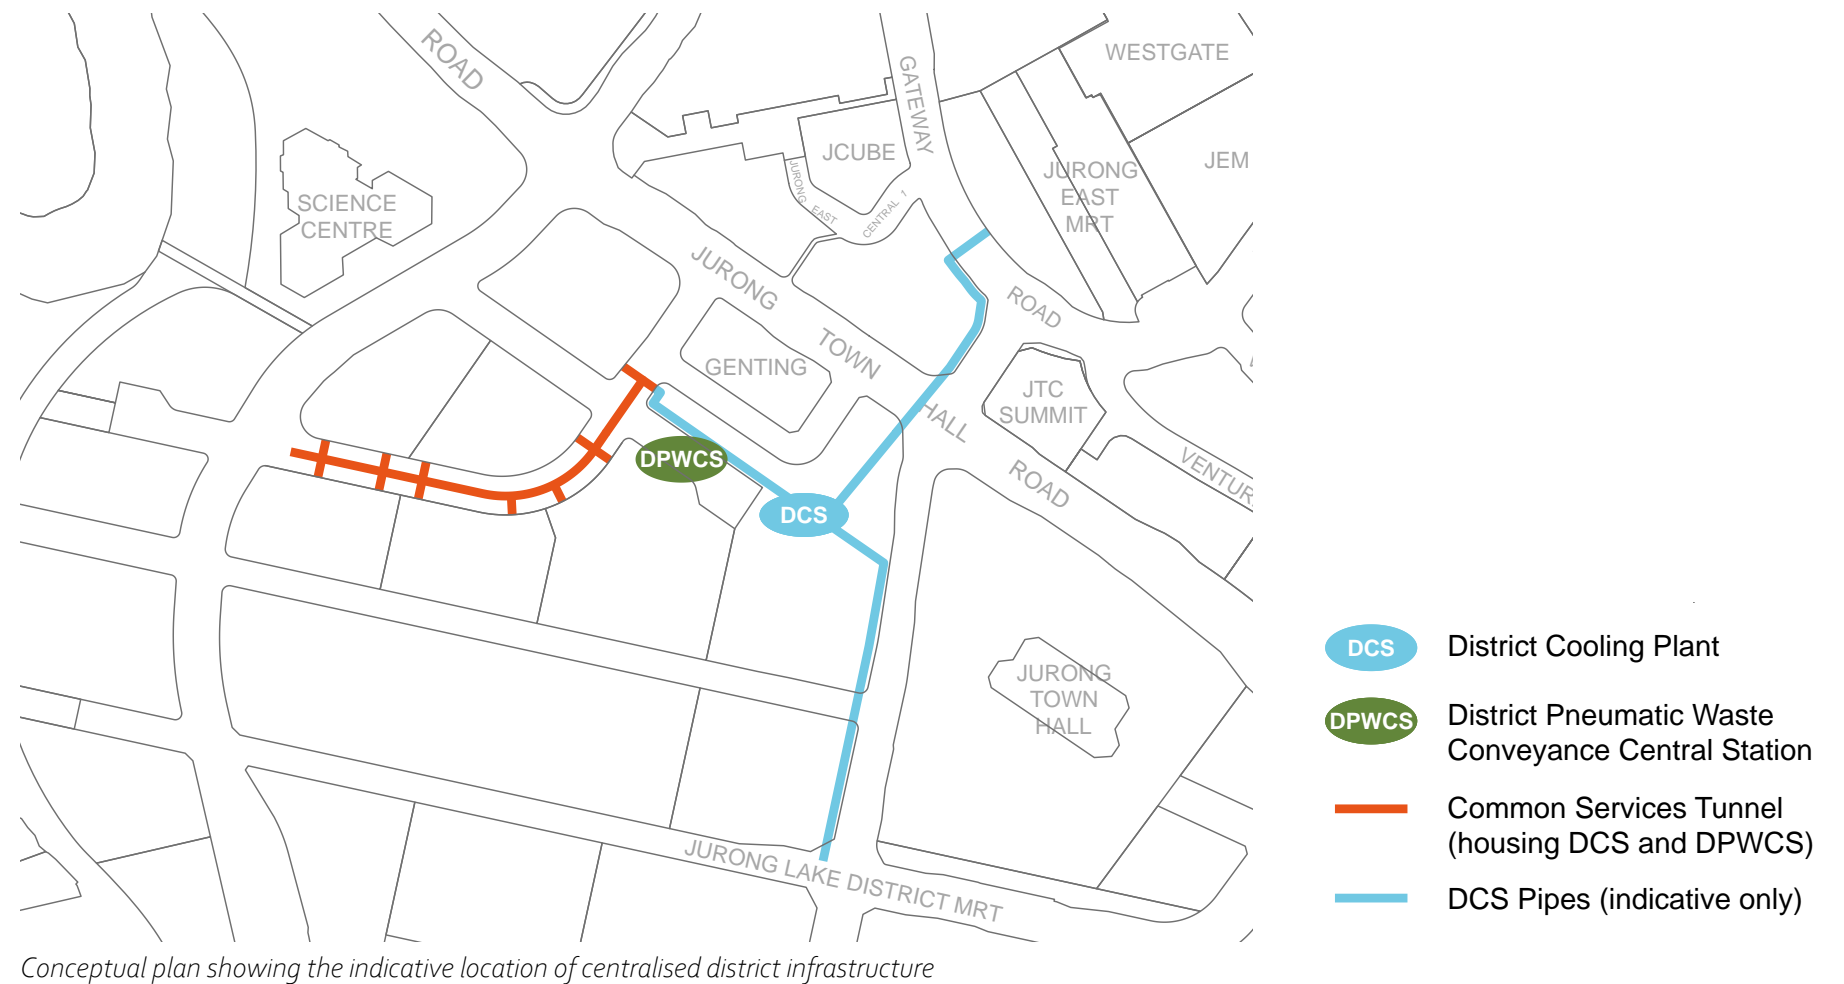 ROAD
GATEWAY
WESTGATE
JCUBE
JEM
JURONG
EAST
MRT
JURONG
EAST
CENTRAL 1
SCIENCE
CENTRE
JURONG
TOWN
HALL
ROAD
ROAD
GENTING
JTC
SUMMIT
DPWCS
VENTUR
DCS
JURONG
TOWN
HALL
JURONG LAKE DISTRICT MRT
DCS
District Cooling Plant
DPWCS
District Pneumatic Waste
Conveyance Central Station
Common Services Tunnel
(housing DCS and DPWCS)
DCS Pipes (indicative only)
Conceptual plan showing the indicative location of centralised district infrastructure